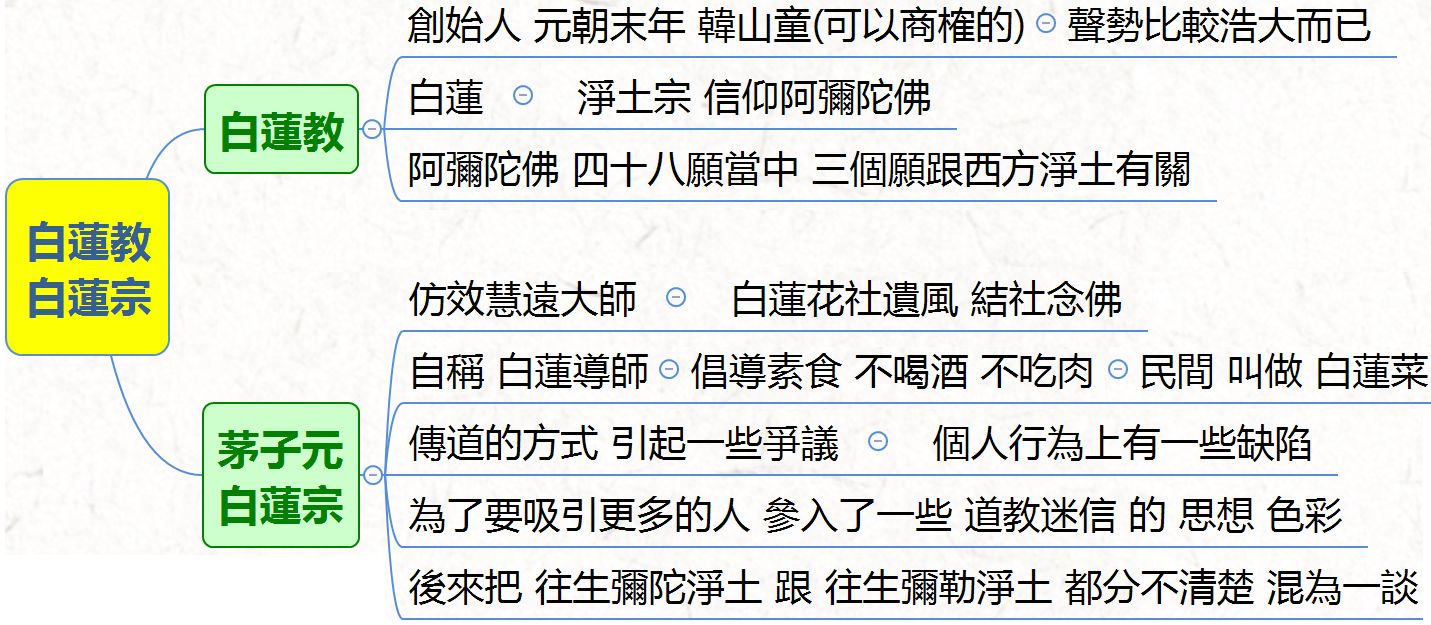 白蓮教
白蓮宗
白蓮教
創始人 元朝末年 韓山童(可以商榷的) 聲勢比較浩大而已
白蓮 淨土宗 信仰阿彌陀佛
阿彌陀佛 四十八願當中 三個願跟西方淨土有關
茅子元
白蓮宗
仿效慧遠大師 白蓮花社遺風 結社念佛
自稱 白蓮導師 倡導素食 不喝酒 不吃肉 民間 叫做 白蓮菜
傳道的方式 引起一些爭議 個人行為上有一些缺陷
為了要吸引更多的人 參入了一些 道教迷信 的 思想 色彩
後來把 往生彌陀淨土 跟 往生彌勒淨土 都分不清楚 混為一談